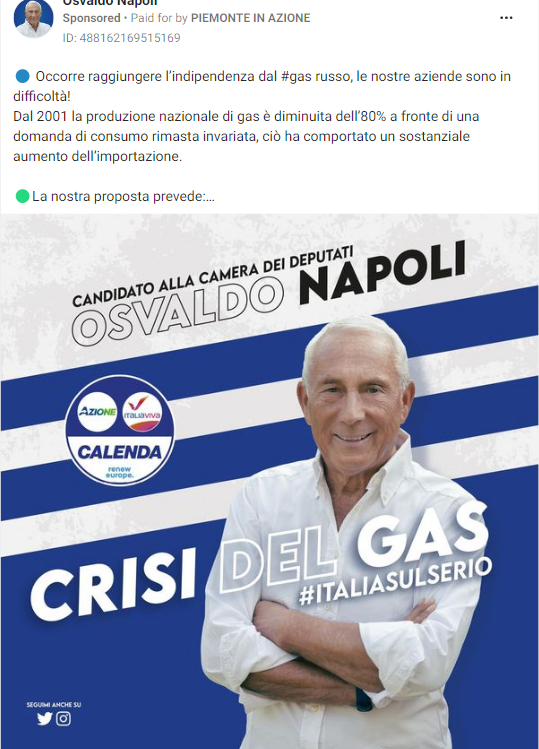 Osvaldo Napoli
Sponsored • Paid for by PIEMONTE IN AZIONE
ID: 488162169515169
Occorre raggiungere l'indipendenza dal #gas russo, le nostre aziende sono in
difficoltà!
Dal 2001 la produzione nazionale di gas è diminuita dell'80% a fronte di una
domanda di consumo rimasta invariata, ciò ha comportato un sostanziale
aumento dell'importazione.
La nostra proposta prevede:...
CANDIDATO ALLA CAMERA DEI DEPUTATI
OSVALDO NAPOLI
AZIONE
ITALIAVIVA
CALENDA
renew
europe.
CRISI DEL GAS
#ITALIASULSERIO
SEGUIMI ANCHE SU